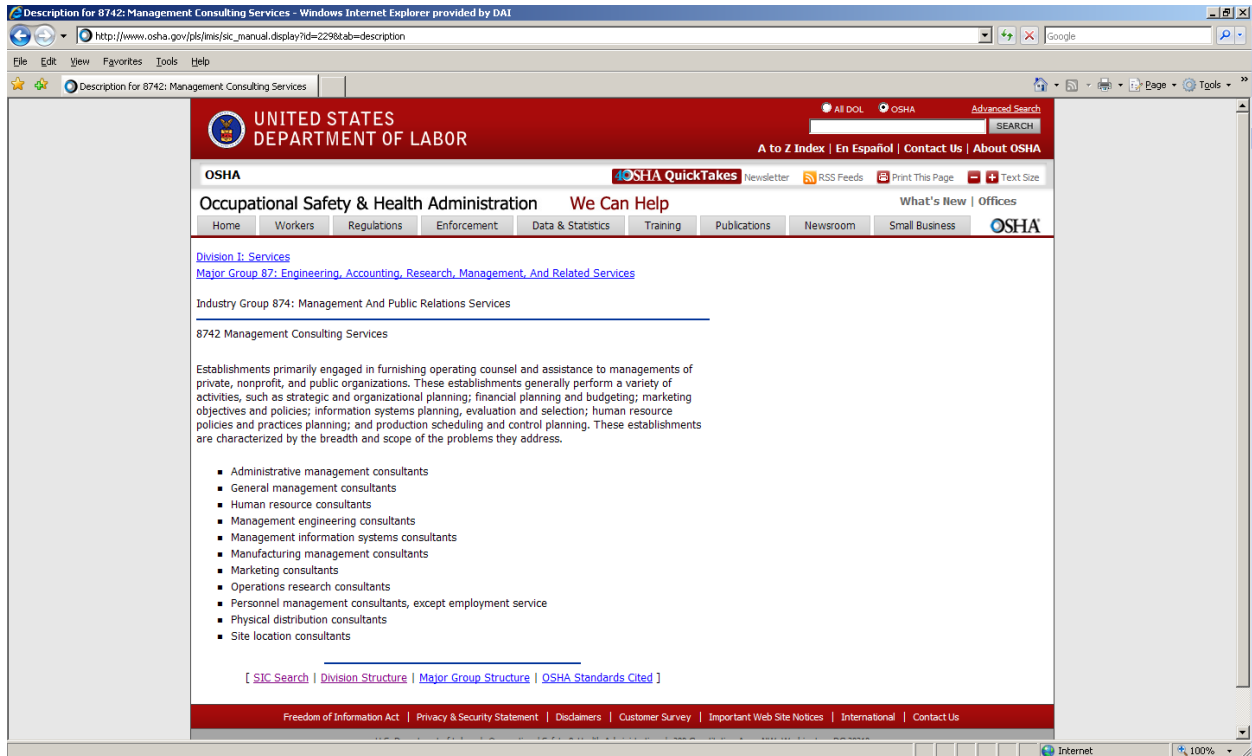 Description for 8742: Management Consulting Services - Windows Internet Explorer provided by DAI
http://www.osha.gov/pls/imis/sic_manual.display?id=229&tab=description
Google
File Edit View Favorites Tools Help
Description for 8742: Management Consulting Services
Page Tools
UNITED STATES
DEPARTMENT OF LABOR
All DOL OSHA Advanced Search
SEARCH
A to Z Index | En Español | Contact Us | About OSHA
OSHA
OSHA QuickTakes Newsletter RSS Feeds Print This Page Text Size
Occupational Safety & Health Administration We Can Help
What's New | Offices
Home Workers Regulations Enforcement Data & Statistics Training Publications Newsroom Small Business OSHA
Division I: Services
Major Group 87: Engineering, Accounting, Research, Management, And Related Services
Industry Group 874: Management And Public Relations Services
8742 Management Consulting Services
Establishments primarily engaged in furnishing operating counsel and assistance to managements of
private, nonprofit, and public organizations. These establishments generally perform a variety of
activities, such as strategic and organizational planning; financial planning and budgeting; marketing
objectives and policies; information systems planning, evaluation and selection; human resource
policies and practices planning; and production scheduling and control planning. These establishments
are characterized by the breadth and scope of the problems they address.
Administrative management consultants
General management consultants
Human resource consultants
Management engineering consultants
Management information systems consultants
Manufacturing management consultants
Marketing consultants
Operations research consultants
Personnel management consultants, except employment service
Physical distribution consultants
Site location consultants
[ SIC Search | Division Structure | Major Group Structure | OSHA Standards Cited ]
Freedom of Information Act | Privacy & Security Statement | Disclaimers | Customer Survey | Important Web Site Notices | International | Contact Us
Internet 100%